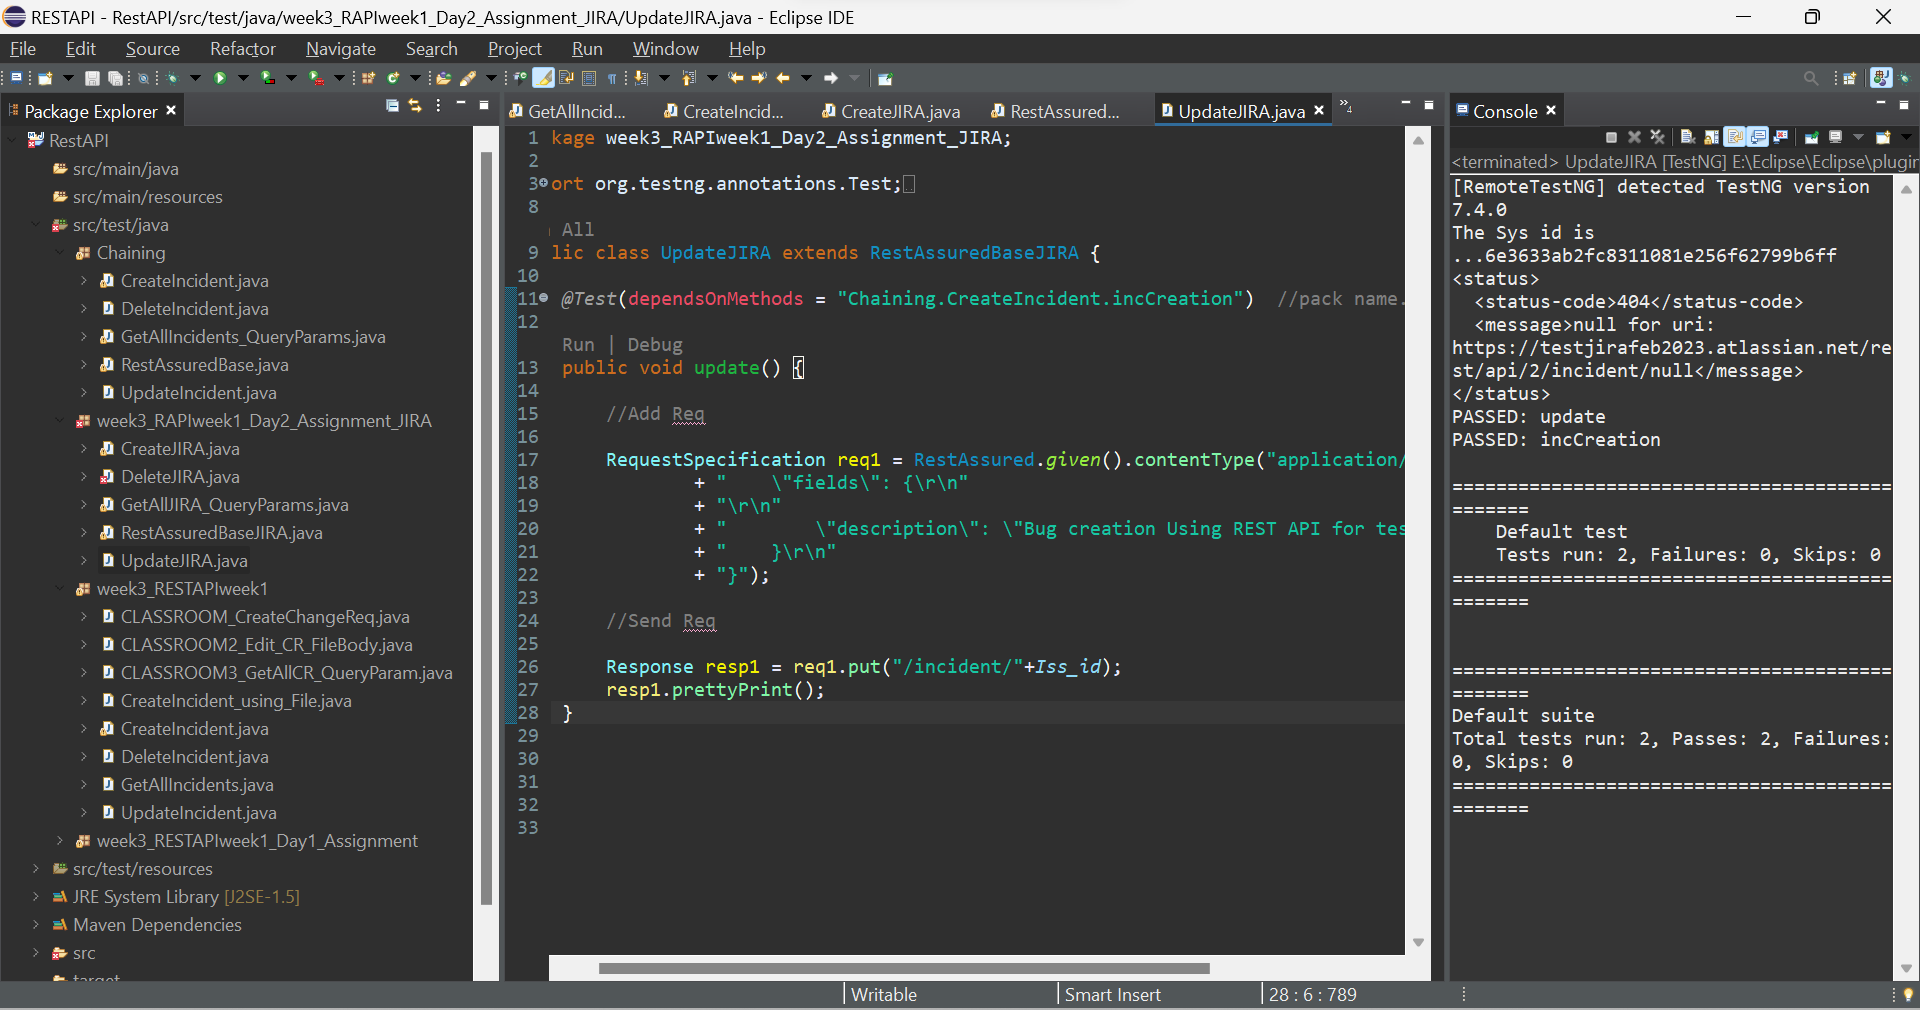 RESTAPI - RestAPI/src/test/java/week3_RAPIweek1_Day2_Assignment_JIRA/UpdateJIRA.java - Eclipse IDE
File Edit Source Refactor Navigate Search Project Run Window Help
Package Explorer
RestAPI
src/main/java
src/main/resources
src/test/java
Chaining
CreateIncident.java
DeleteIncident.java
GetAllIncidents_QueryParams.java
RestAssuredBase.java
UpdateIncident.java
week3_RAPIweek1_Day2_Assignment_JIRA
CreateJIRA.java
DeleteJIRA.java
GetAllJIRA_QueryParams.java
RestAssuredBaseJIRA.java
UpdateJIRA.java
week3_RESTAPIweek1
CLASSROOM_CreateChangeReq.java
CLASSROOM2_Edit_CR_FileBody.java
CLASSROOM3_GetAllCR_QueryParam.java
CreateIncident_using_File.java
CreateIncident.java
DeleteIncident.java
GetAllIncidents.java
UpdateIncident.java
week3_RESTAPIweek1_Day1_Assignment
src/test/resources
JRE System Library [J2SE-1.5]
Maven Dependencies
src
target
GetAllIncid... CreateIncid... CreateJIRA.java RestAssured... UpdateJIRA.java »4
1 kage week3_RAPIweek1_Day2_Assignment_JIRA;
2
3 ort org.testng.annotations.Test;
8
All
9 lic class UpdateJIRA extends RestAssuredBaseJIRA {
10
11 @Test(dependsOnMethods = "Chaining.CreateIncident.incCreation") //pack name.
12
Run | Debug
13 public void update() {
14
15 //Add Req
16
17 RequestSpecification req1 = RestAssured.given().contentType("application/
18 + "    \"fields\": {\r\n"
19 + "\r\n"
20 + "        \"description\": \"Bug creation Using REST API for tes
21 + "    }\r\n"
22 + "}");
23
24 //Send Req
25
26 Response resp1 = req1.put("/incident/"+Iss_id);
27 resp1.prettyPrint();
28 }
29
30
31
32
33
Console
<terminated> UpdateJIRA [TestNG] E:\Eclipse\Eclipse\plugin
[RemoteTestNG] detected TestNG version
7.4.0
The Sys id is
...6e3633ab2fc8311081e256f62799b6ff
<status>
<status-code>404</status-code>
<message>null for uri:
https://testjirafeb2023.atlassian.net/re
st/api/2/incident/null</message>
</status>
PASSED: update
PASSED: incCreation
========================================
=======
Default test
Tests run: 2, Failures: 0, Skips: 0
========================================
=======
========================================
=======
Default suite
Total tests run: 2, Passes: 2, Failures:
0, Skips: 0
========================================
=======
Writable Smart Insert 28 : 6 : 789